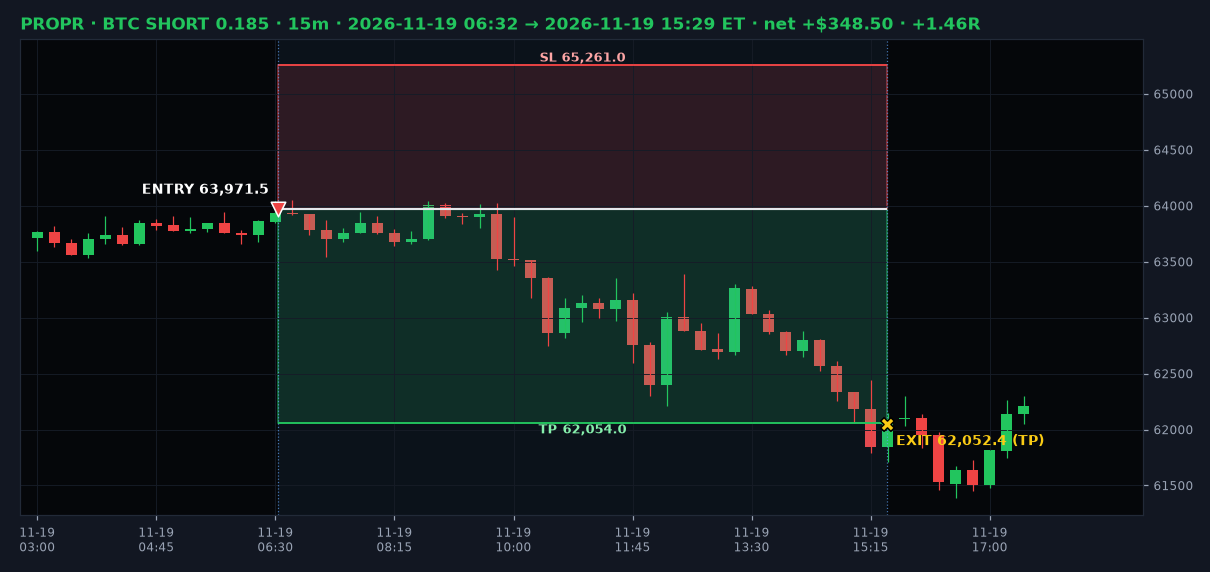 PROPR · BTC SHORT 0.185 · 15m · 2026-11-19 06:32 → 2026-11-19 15:29 ET · net +$348.50 · +1.46R
SL 65,261.0
65000
64500
ENTRY 63,971.5
64000
63500
63000
62500
TP 62,054.0
62000
EXIT 62,052.4 (TP)
61500
11-19 11-19 11-19 11-19 11-19 11-19 11-19 11-19 11-19
03:00 04:45 06:30 08:15 10:00 11:45 13:30 15:15 17:00